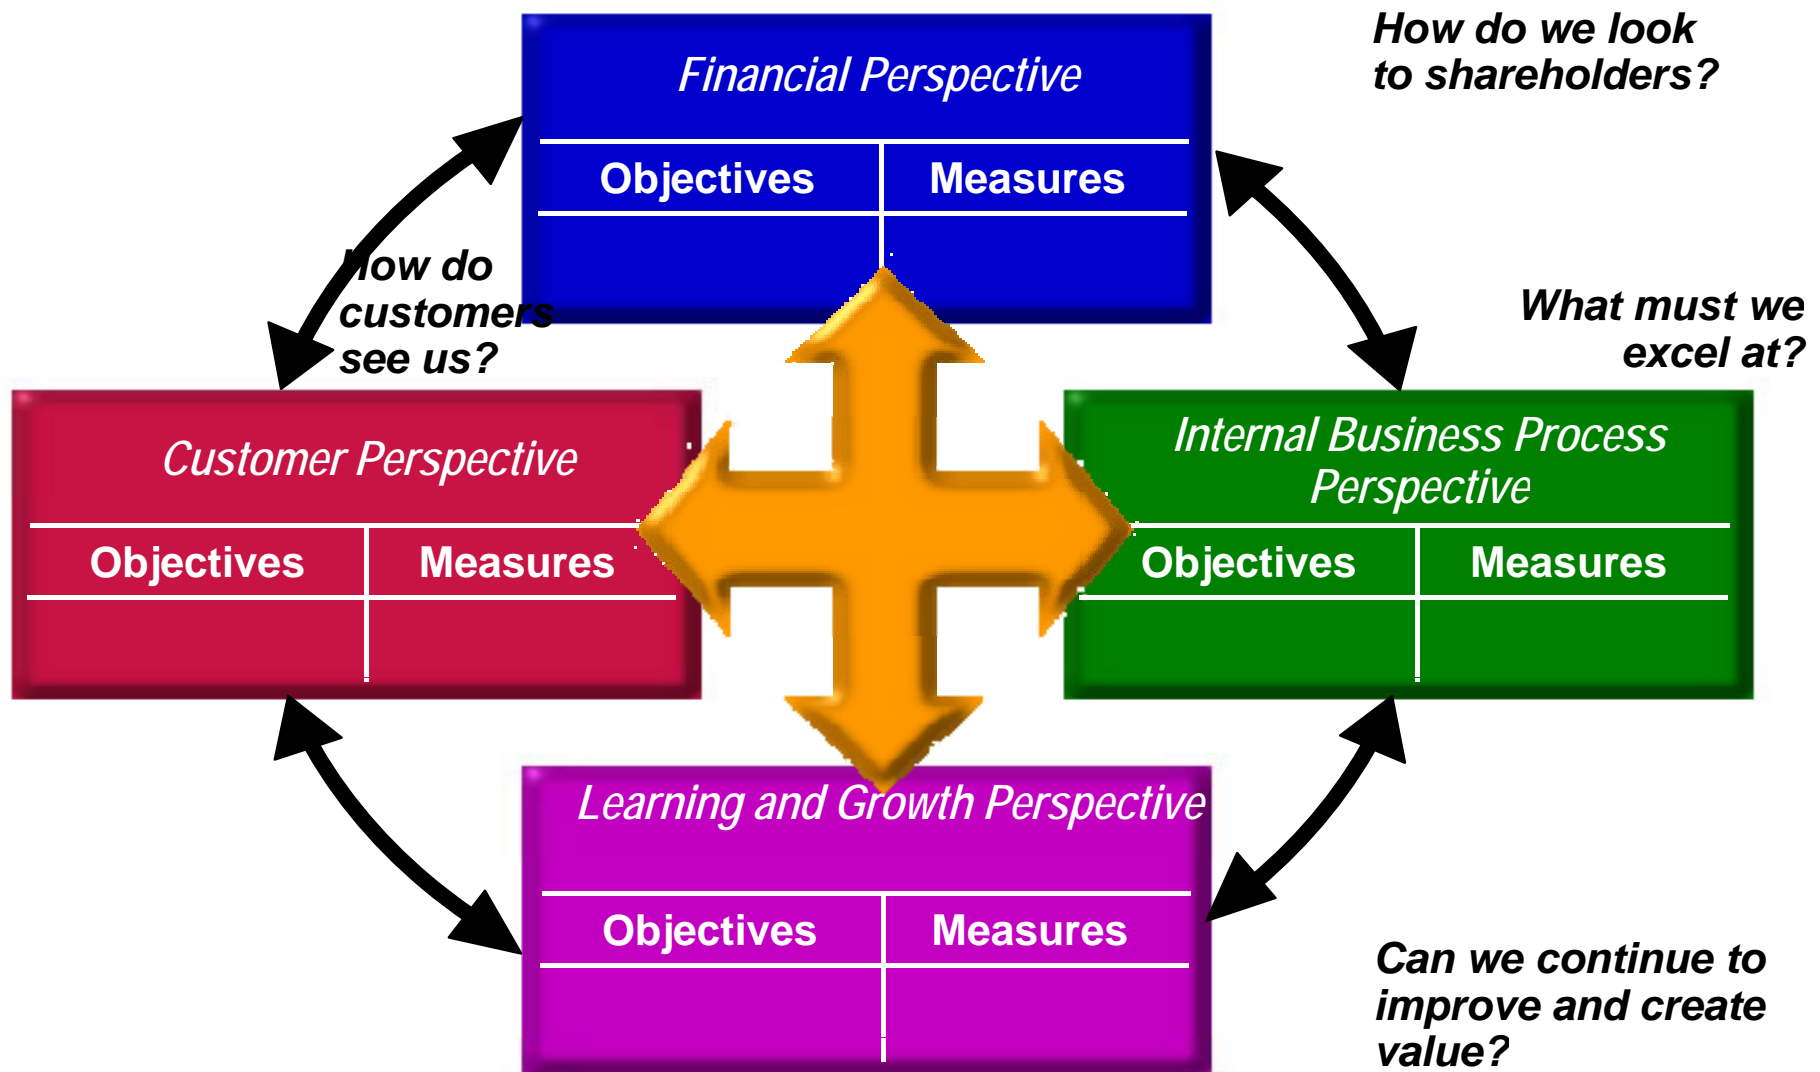 How do we look
to shareholders?
Financial Perspective
Objectives Measures
How do
customers
see us?
What must we
excel at?
Customer Perspective
Objectives Measures
Internal Business Process
Perspective
Objectives Measures
Learning and Growth Perspective
Objectives Measures
Can we continue to
improve and create
value?